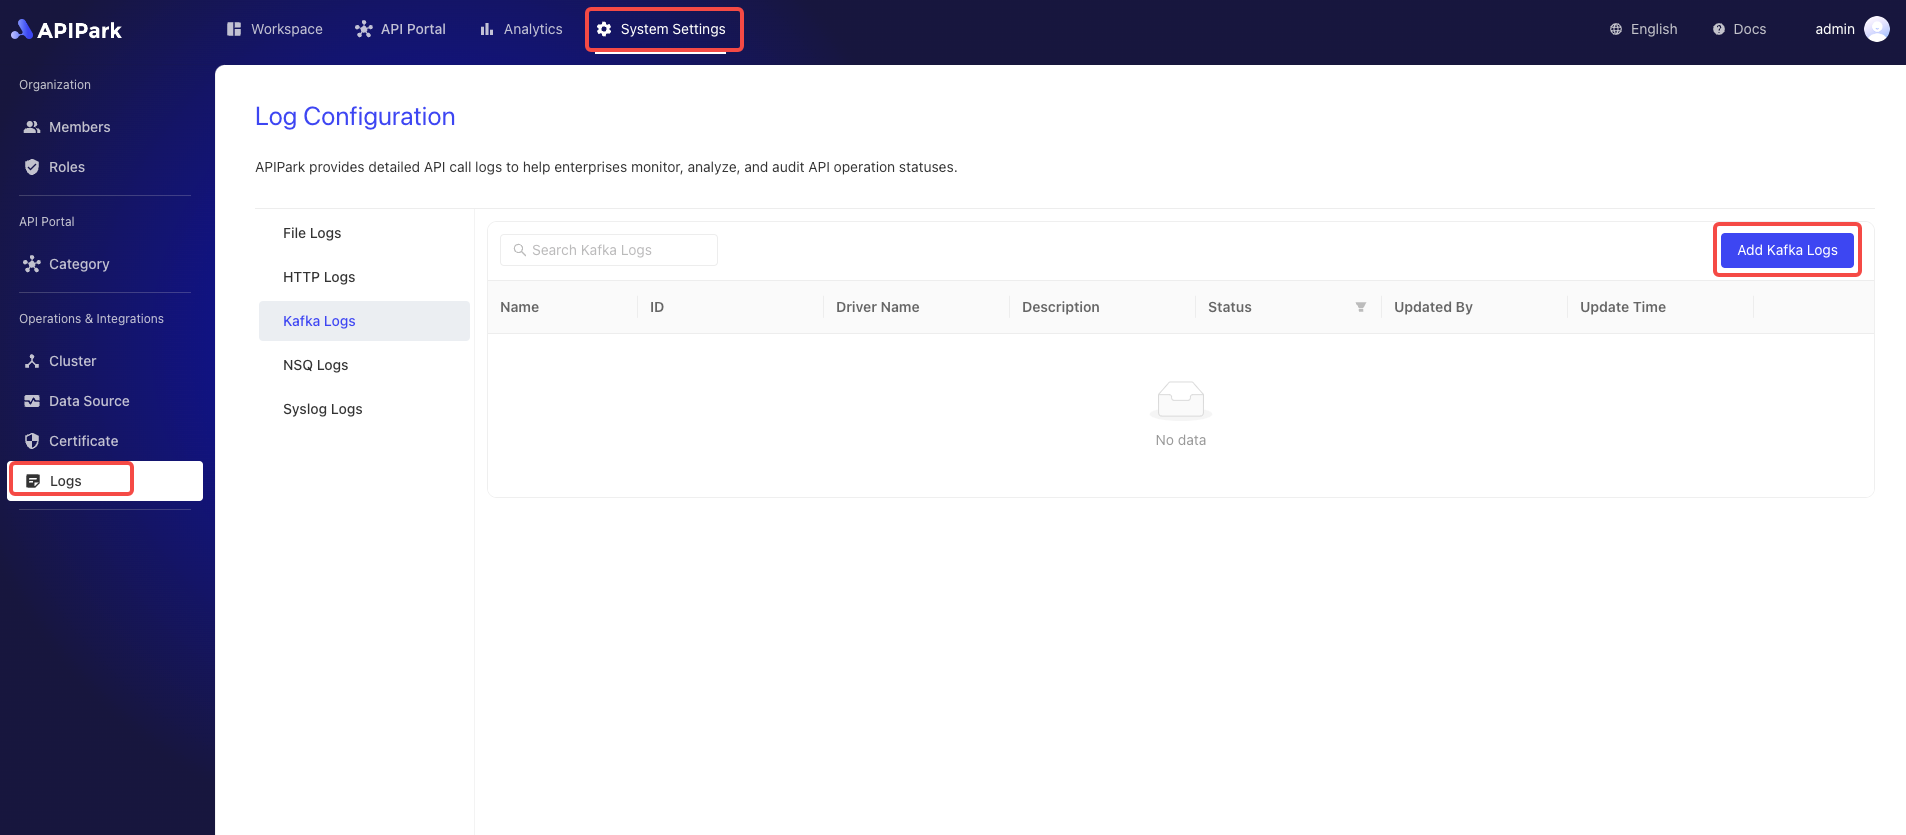 APIPark
Workspace
API Portal
Analytics
System Settings
English
Docs
admin
Organization
Members
Roles
API Portal
Category
Operations & Integrations
Cluster
Data Source
Certificate
Logs
Log Configuration
APIPark provides detailed API call logs to help enterprises monitor, analyze, and audit API operation statuses.
File Logs
HTTP Logs
Kafka Logs
NSQ Logs
Syslog Logs
Search Kafka Logs
Add Kafka Logs
Name ID Driver Name Description Status Updated By Update Time
No data